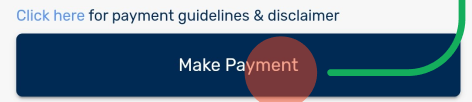 Click here for payment guidelines & disclaimer
Make Payment